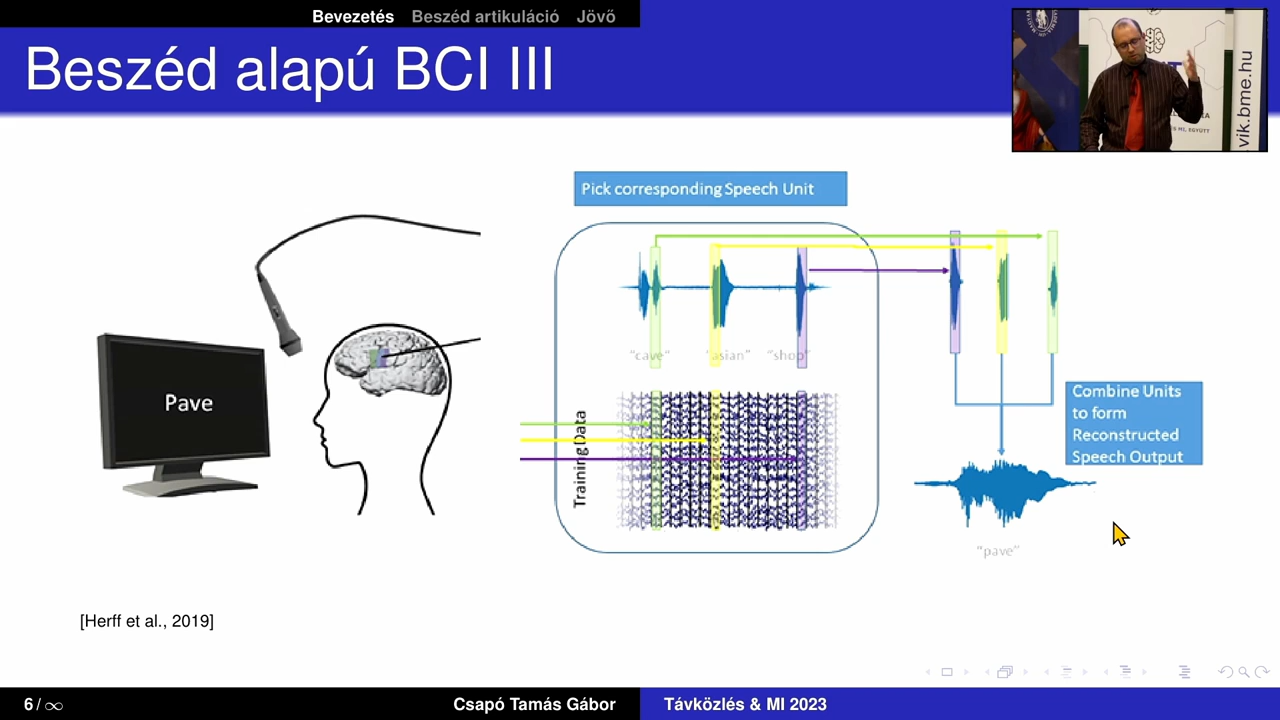 Bevezetés Beszéd artikuláció Jövő
Beszéd alapú BCI III
vik.bme.hu
MI, EGYÜTT
Pick corresponding Speech Unit
"cave" "asian" "shop"
Pave
Training Data
Combine Units
to form
Reconstructed
Speech Output
"pave"
[Herff et al., 2019]
6 / ∞ Csapó Tamás Gábor Távközlés & MI 2023